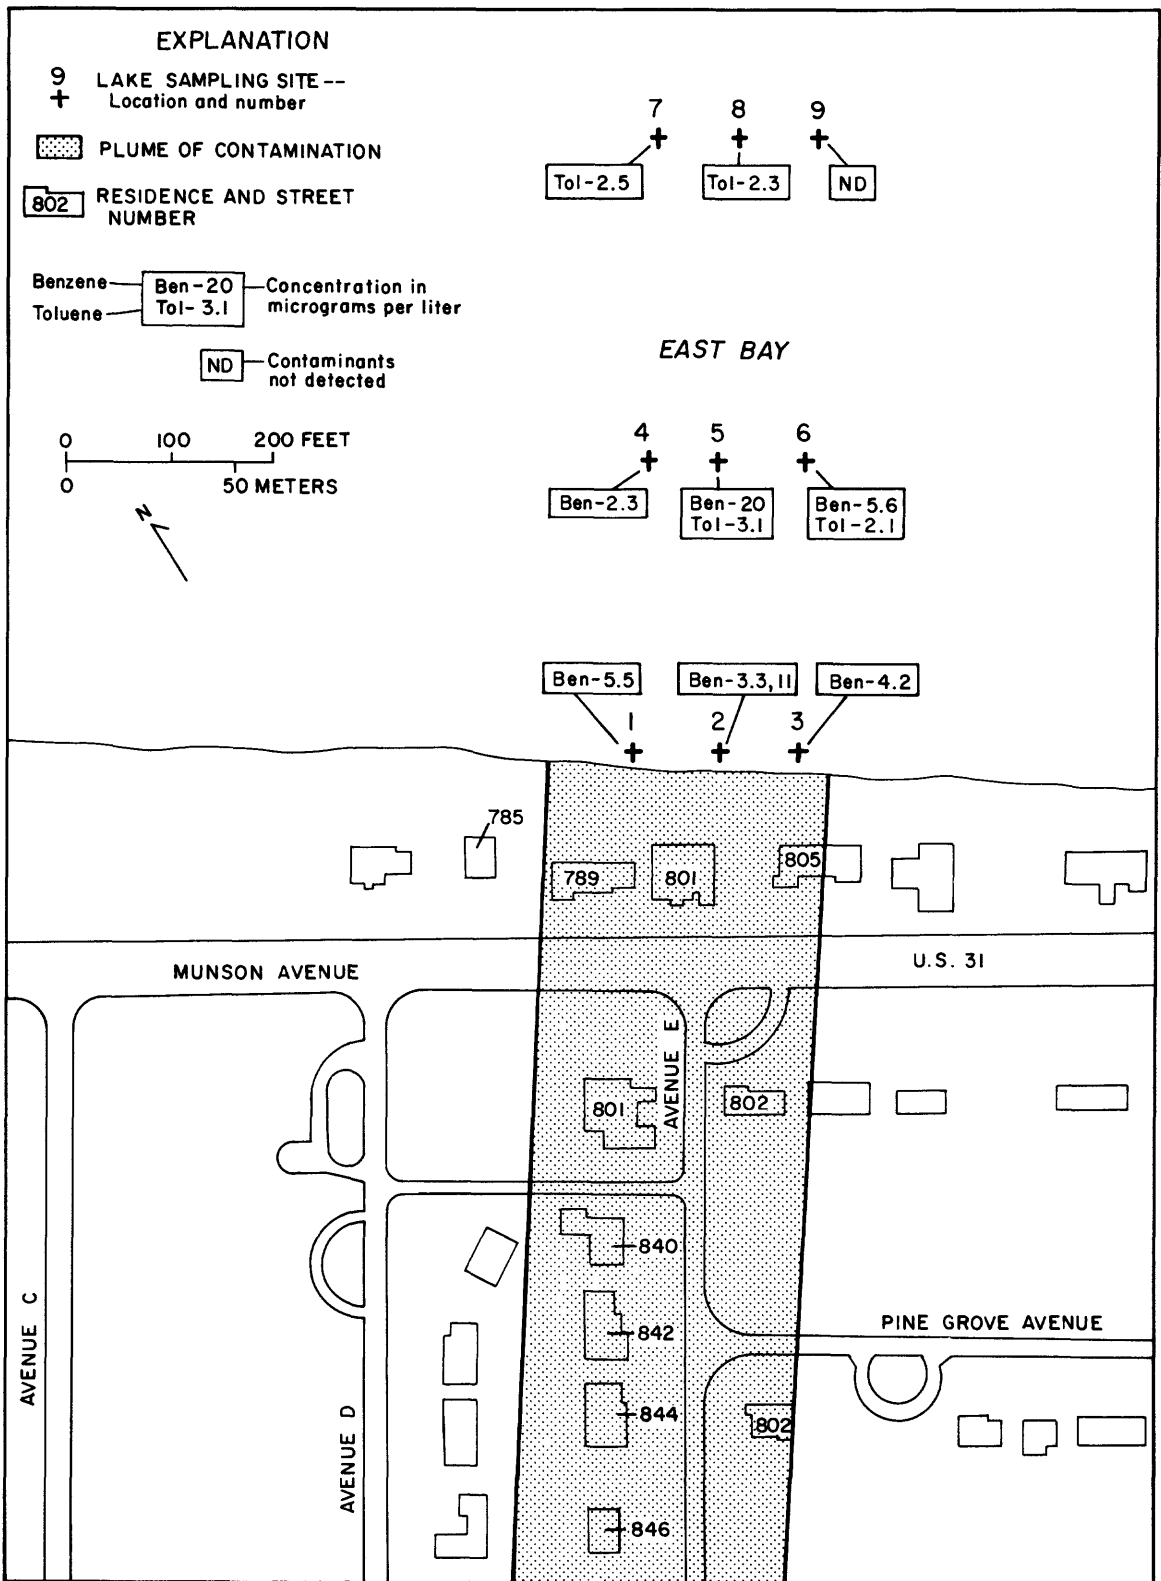 EXPLANATION
9 LAKE SAMPLING SITE--
Location and number
PLUME OF CONTAMINATION
802 RESIDENCE AND STREET
NUMBER
Benzene Ben-20 Concentration in
Toluene Tol-3.1 micrograms per liter
ND Contaminants
not detected
0 100 200 FEET
0 50 METERS
N
7 8 9
Tol-2.5 Tol-2.3 ND
EAST BAY
4 5 6
Ben-2.3 Ben-20 Ben-5.6
Tol-3.1 Tol-2.1
Ben-5.5 Ben-3.3,11 Ben-4.2
1 2 3
785
789 801 805
MUNSON AVENUE U.S. 31
AVENUE E
801 802
840
842
PINE GROVE AVENUE
844
802
846
AVENUE C
AVENUE D